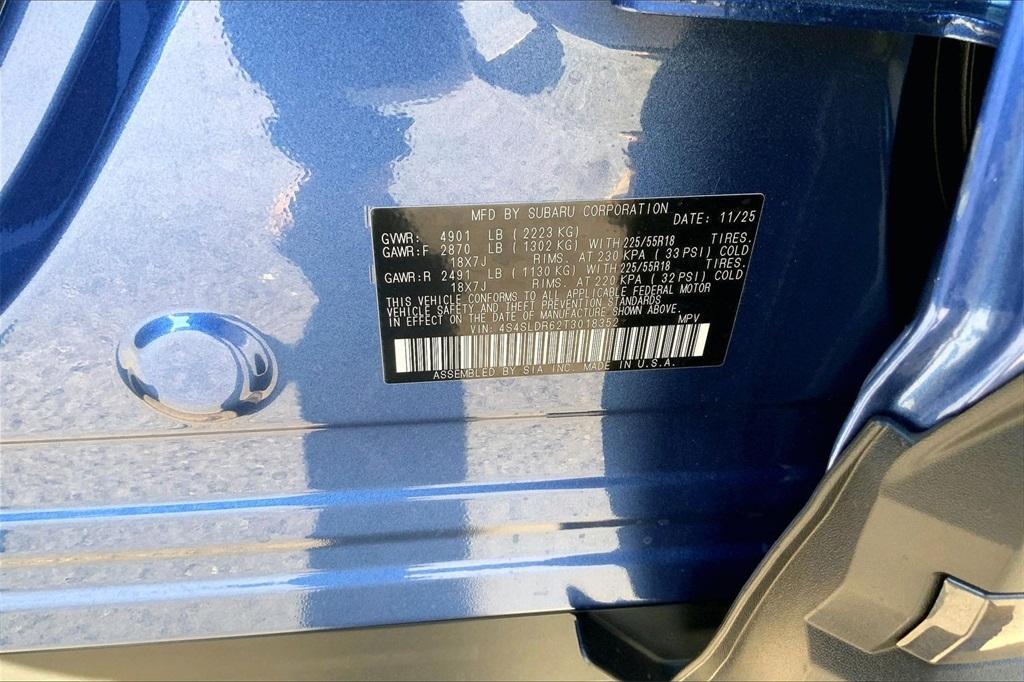 MFD BY SUBARU CORPORATION DATE: 11/25
GVWR: 4901 LB ( 2223 KG)
GAWR:F 2870 LB ( 1302 KG) WITH 225/55R18 TIRES.
18X7J RIMS. AT 230 KPA ( 33 PSI) COLD
GAWR:R 2491 LB ( 1130 KG) WITH 225/55R18 TIRES.
18X7J RIMS. AT 220 KPA ( 32 PSI) COLD
THIS VEHICLE CONFORMS TO ALL APPLICABLE FEDERAL MOTOR
VEHICLE SAFETY AND THEFT PREVENTION STANDARDS
IN EFFECT ON THE DATE OF MANUFACTURE SHOWN ABOVE.
VIN: 4S4SLDR62T3018352 MPV
ASSEMBLED BY SIA INC. MADE IN U.S.A.